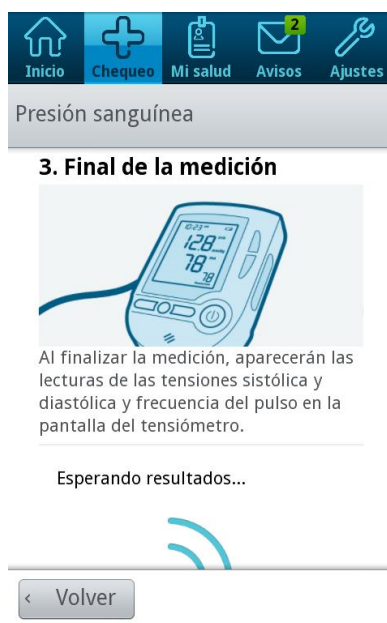 2
Inicio Chequeo Mi salud Avisos Ajustes
Presión sanguínea
3. Final de la medición
10:23
128
78
78
Al finalizar la medición, aparecerán las
lecturas de las tensiones sistólica y
diastólica y frecuencia del pulso en la
pantalla del tensiómetro.
Esperando resultados...
‹ Volver